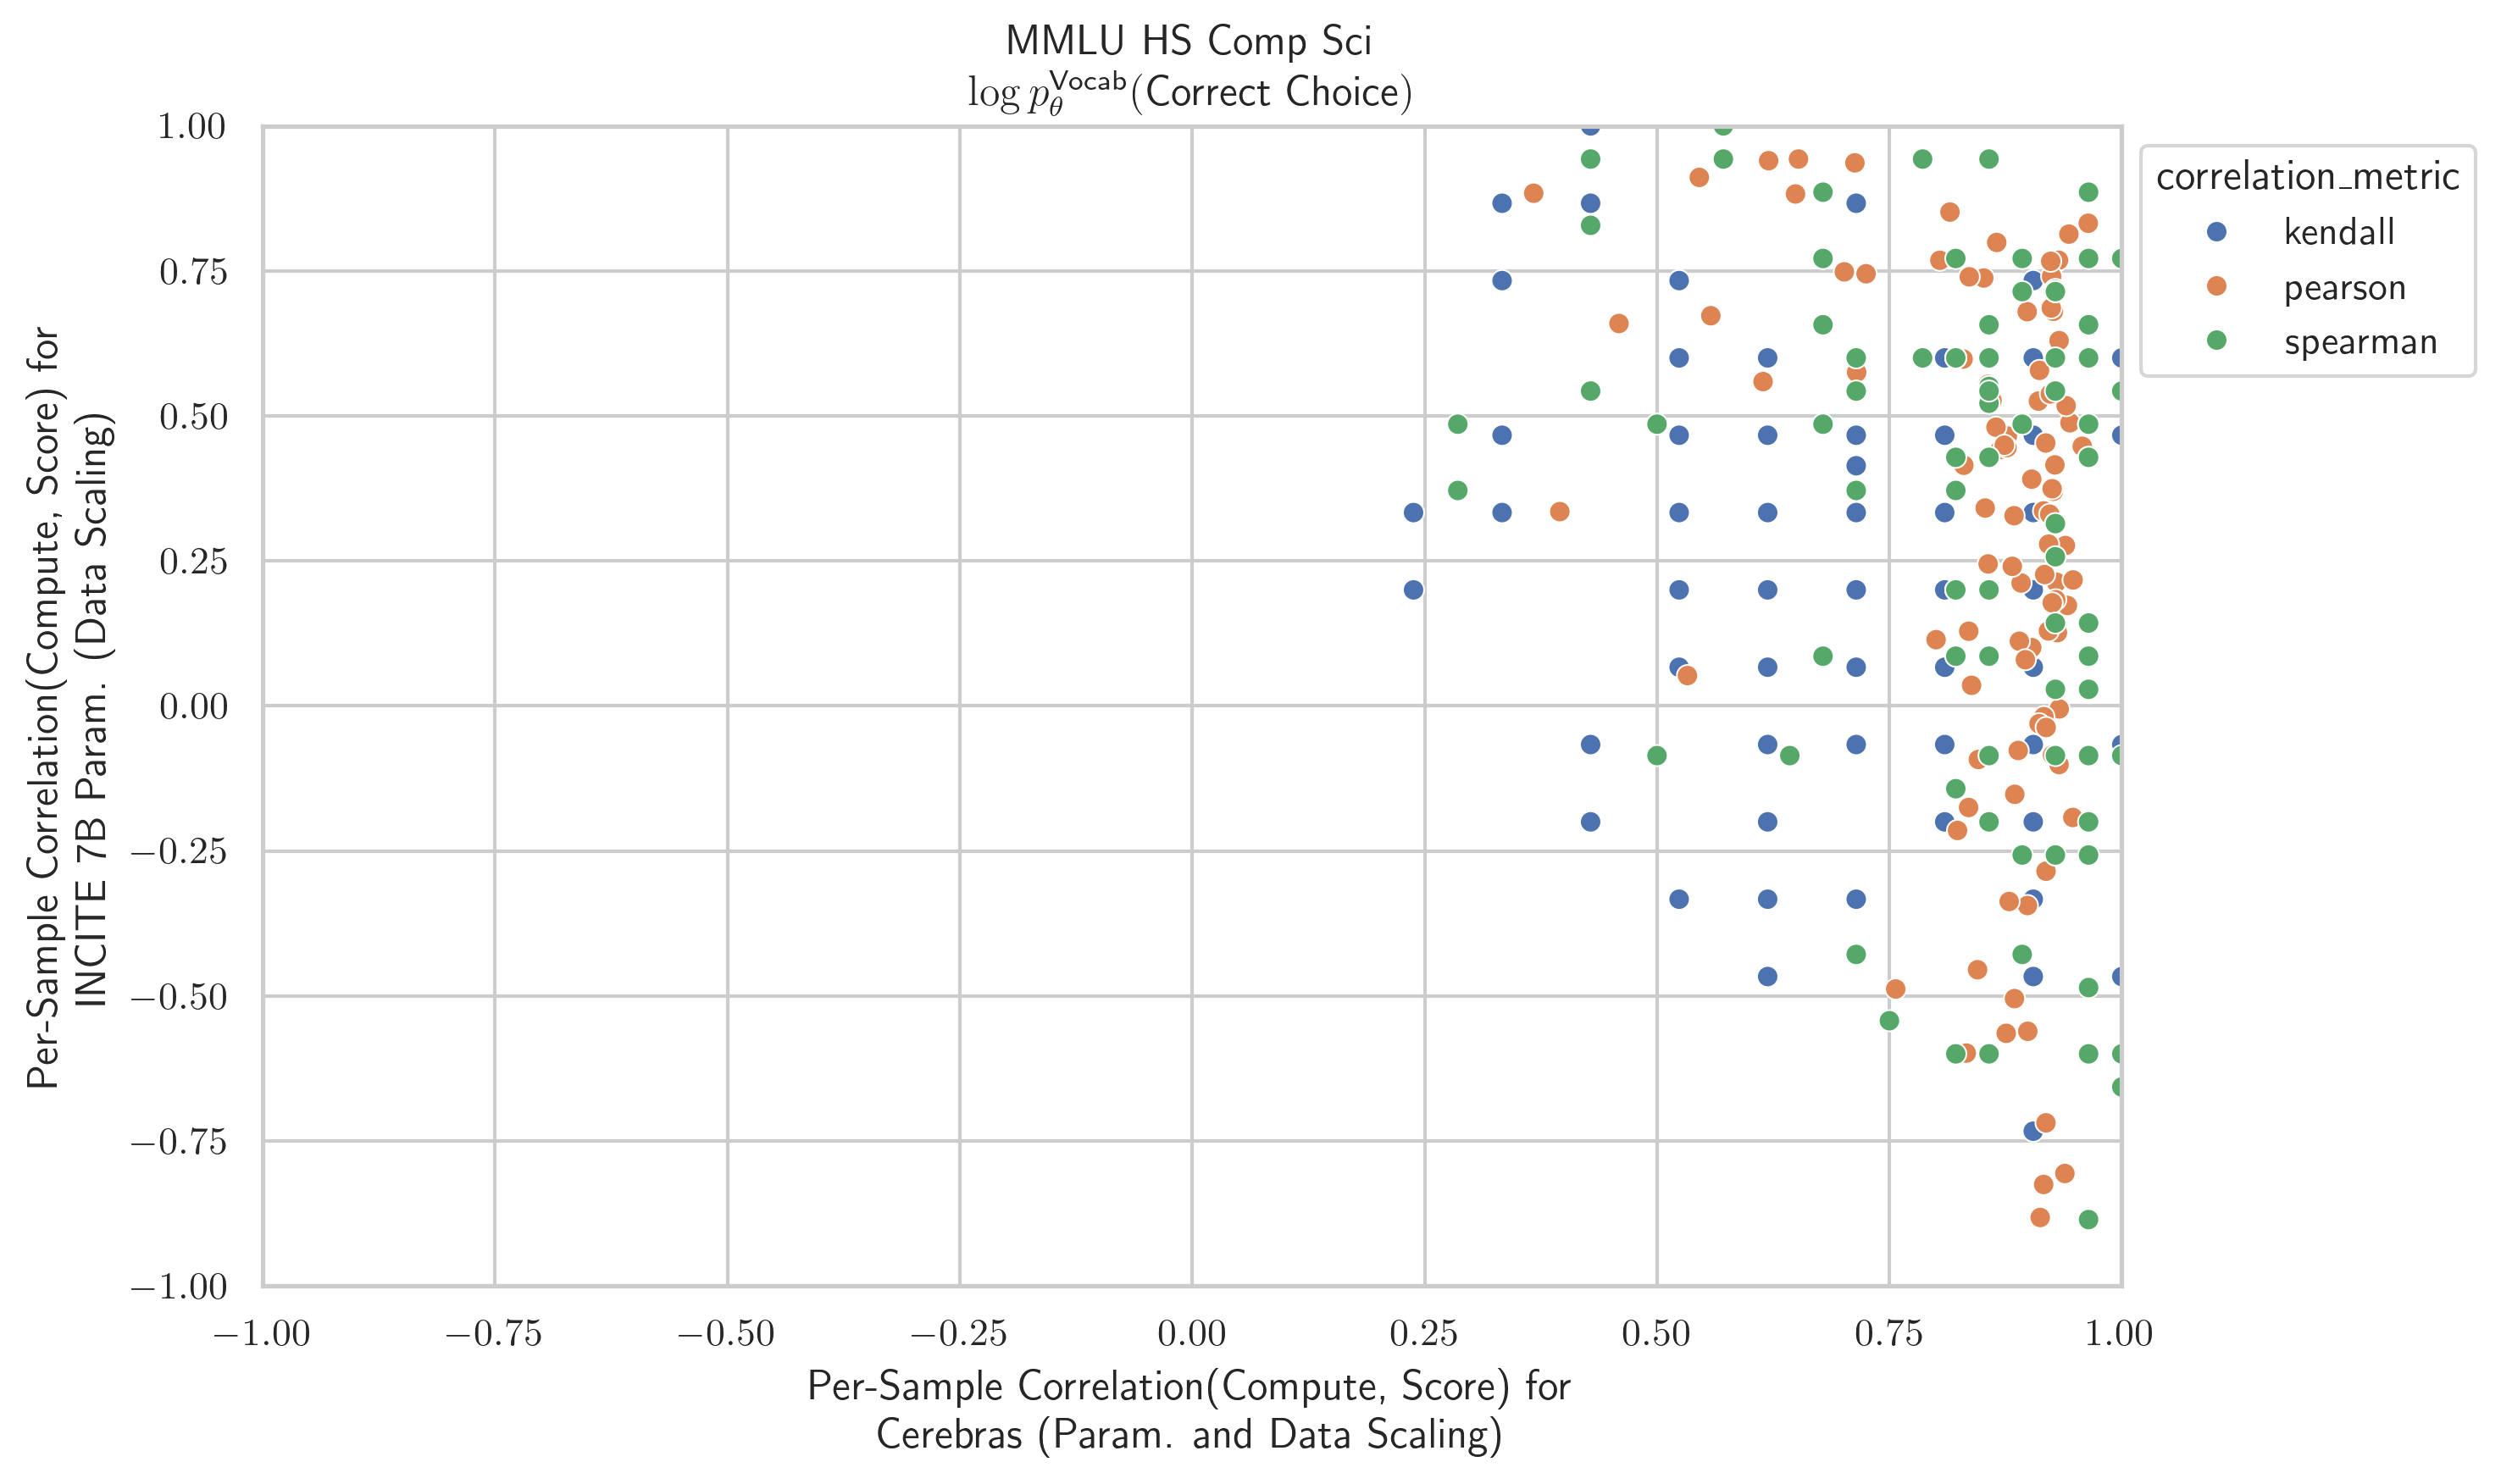 MMLU HS Comp Sci
log p_θ^Vocab(Correct Choice)
1.00
0.75
0.50
0.25
0.00
−0.25
−0.50
−0.75
−1.00
Per-Sample Correlation(Compute, Score) for
INCITE 7B Param. (Data Scaling)
−1.00 −0.75 −0.50 −0.25 0.00 0.25 0.50 0.75 1.00
Per-Sample Correlation(Compute, Score) for
Cerebras (Param. and Data Scaling)
correlation_metric
kendall
pearson
spearman